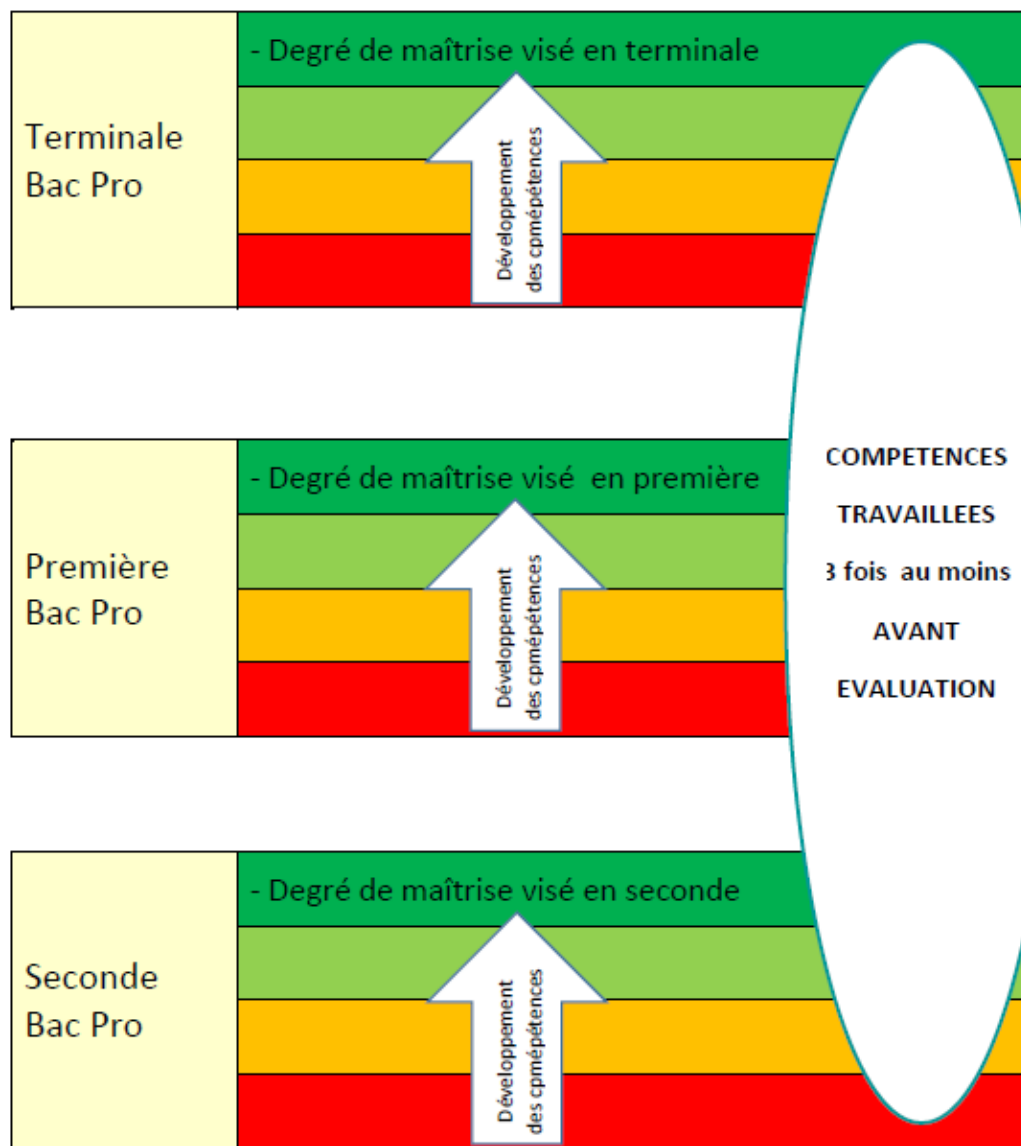 Terminale
Bac Pro
- Degré de maîtrise visé en terminale
Développement
des cpmépétences
Première
Bac Pro
- Degré de maîtrise visé  en première
Développement
des cpmépétences
COMPETENCES
TRAVAILLEES
3 fois  au moins
AVANT
EVALUATION
Seconde
Bac Pro
- Degré de maîtrise visé en seconde
Développement
des cpmépétences